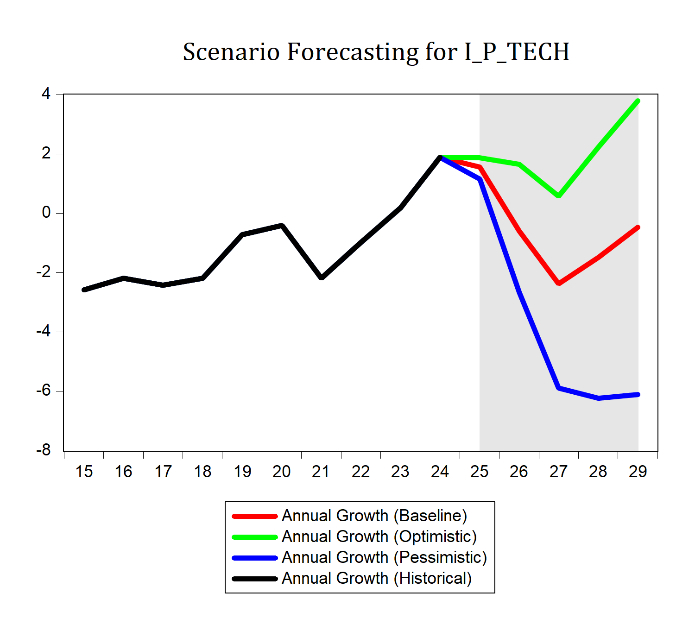 Scenario Forecasting for I_P_TECH
4
2
0
-2
-4
-6
-8
15 16 17 18 19 20 21 22 23 24 25 26 27 28 29
Annual Growth (Baseline)
Annual Growth (Optimistic)
Annual Growth (Pessimistic)
Annual Growth (Historical)